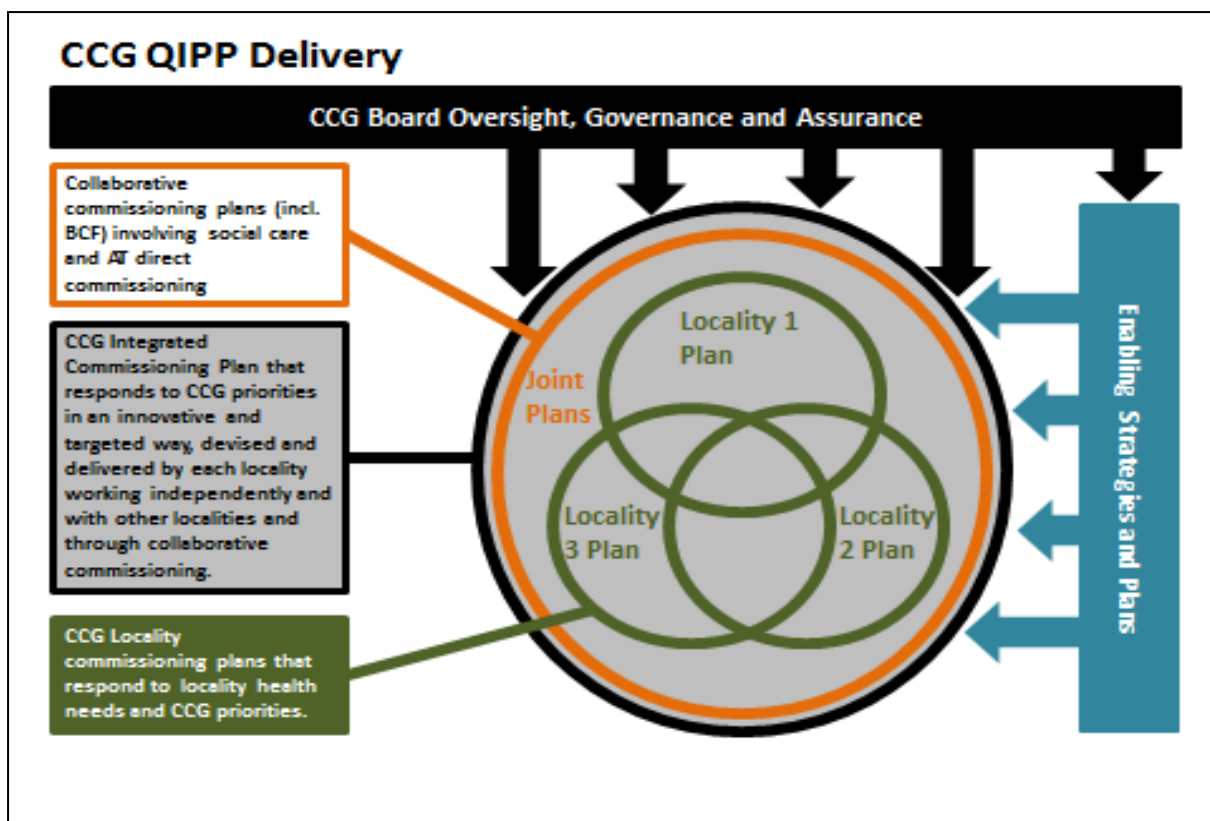 CCG QIPP Delivery
CCG Board Oversight, Governance and Assurance
Collaborative
commissioning plans (incl.
BCF) involving social care
and AT direct
commissioning
CCG Integrated
Commissioning Plan that
responds to CCG priorities
in an innovative and
targeted way, devised and
delivered by each locality
working independently and
with other localities and
through collaborative
commissioning.
CCG Locality
commissioning plans that
respond to locality health
needs and CCG priorities.
Joint
Plans
Locality 1
Plan
Locality
3 Plan
Locality
2 Plan
Enabling Strategies and Plans